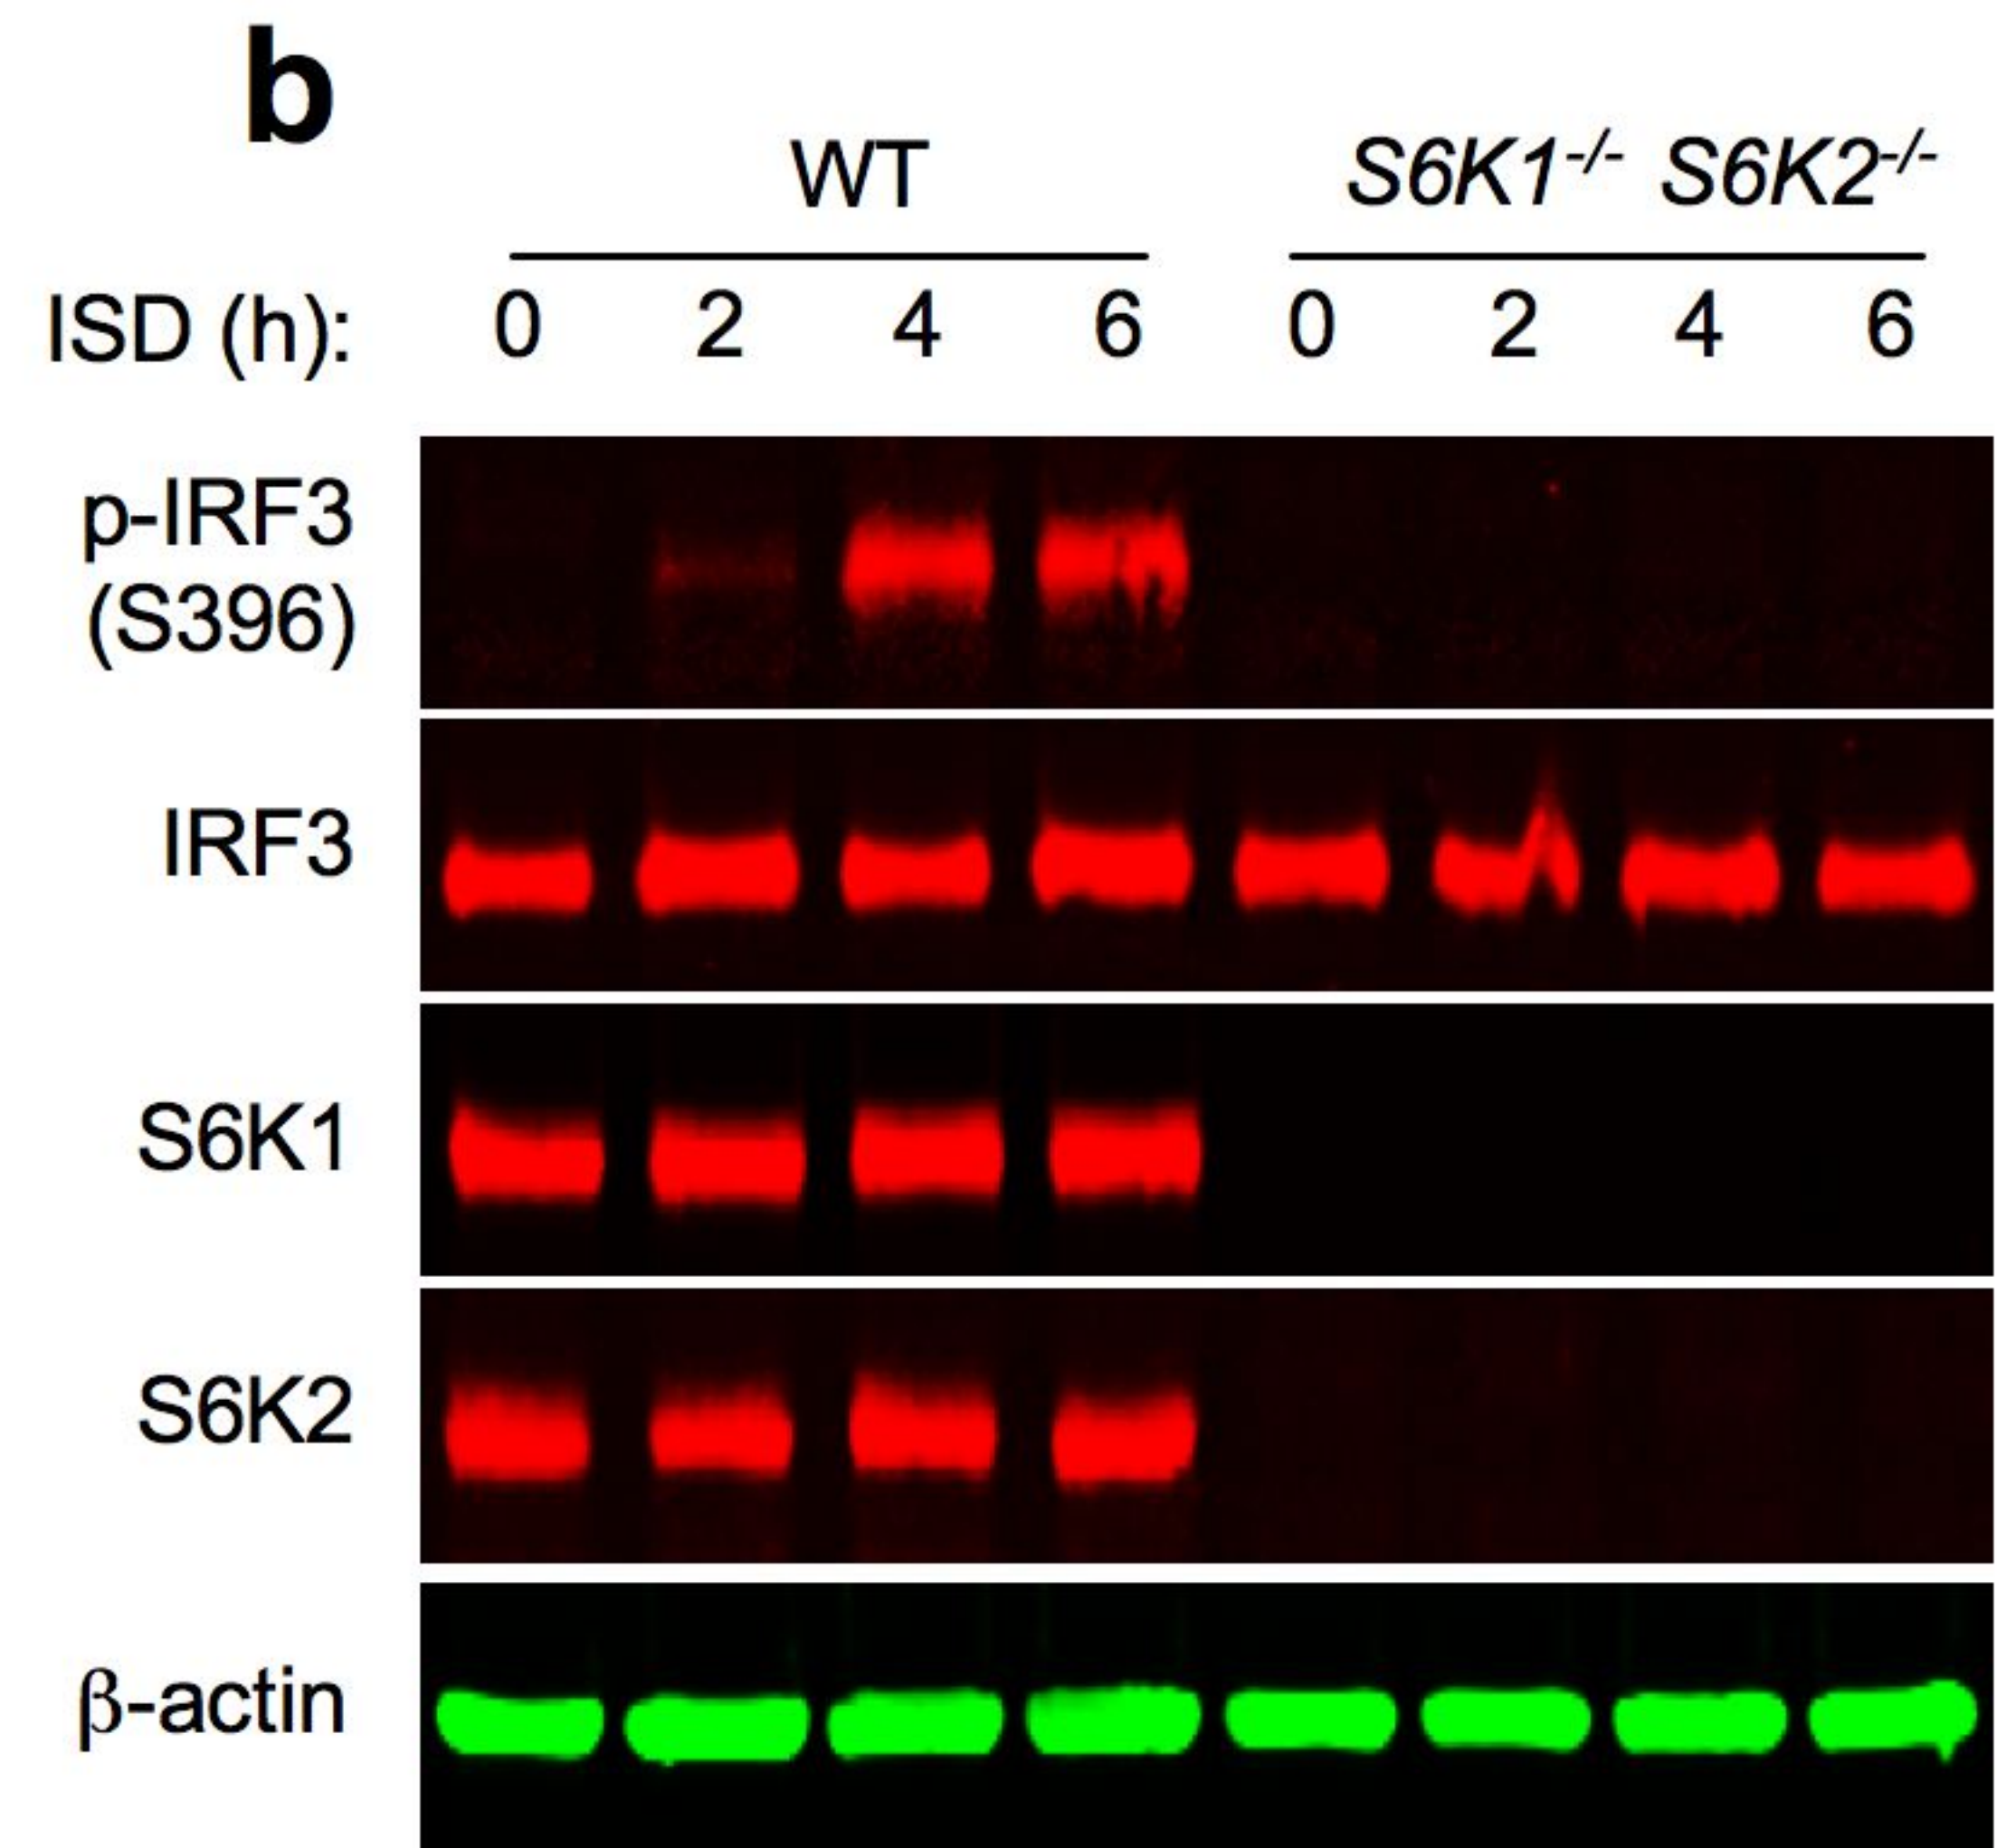 b
WT S6K1-/- S6K2-/-
ISD (h): 0 2 4 6 0 2 4 6
p-IRF3
(S396)
IRF3
S6K1
S6K2
β-actin